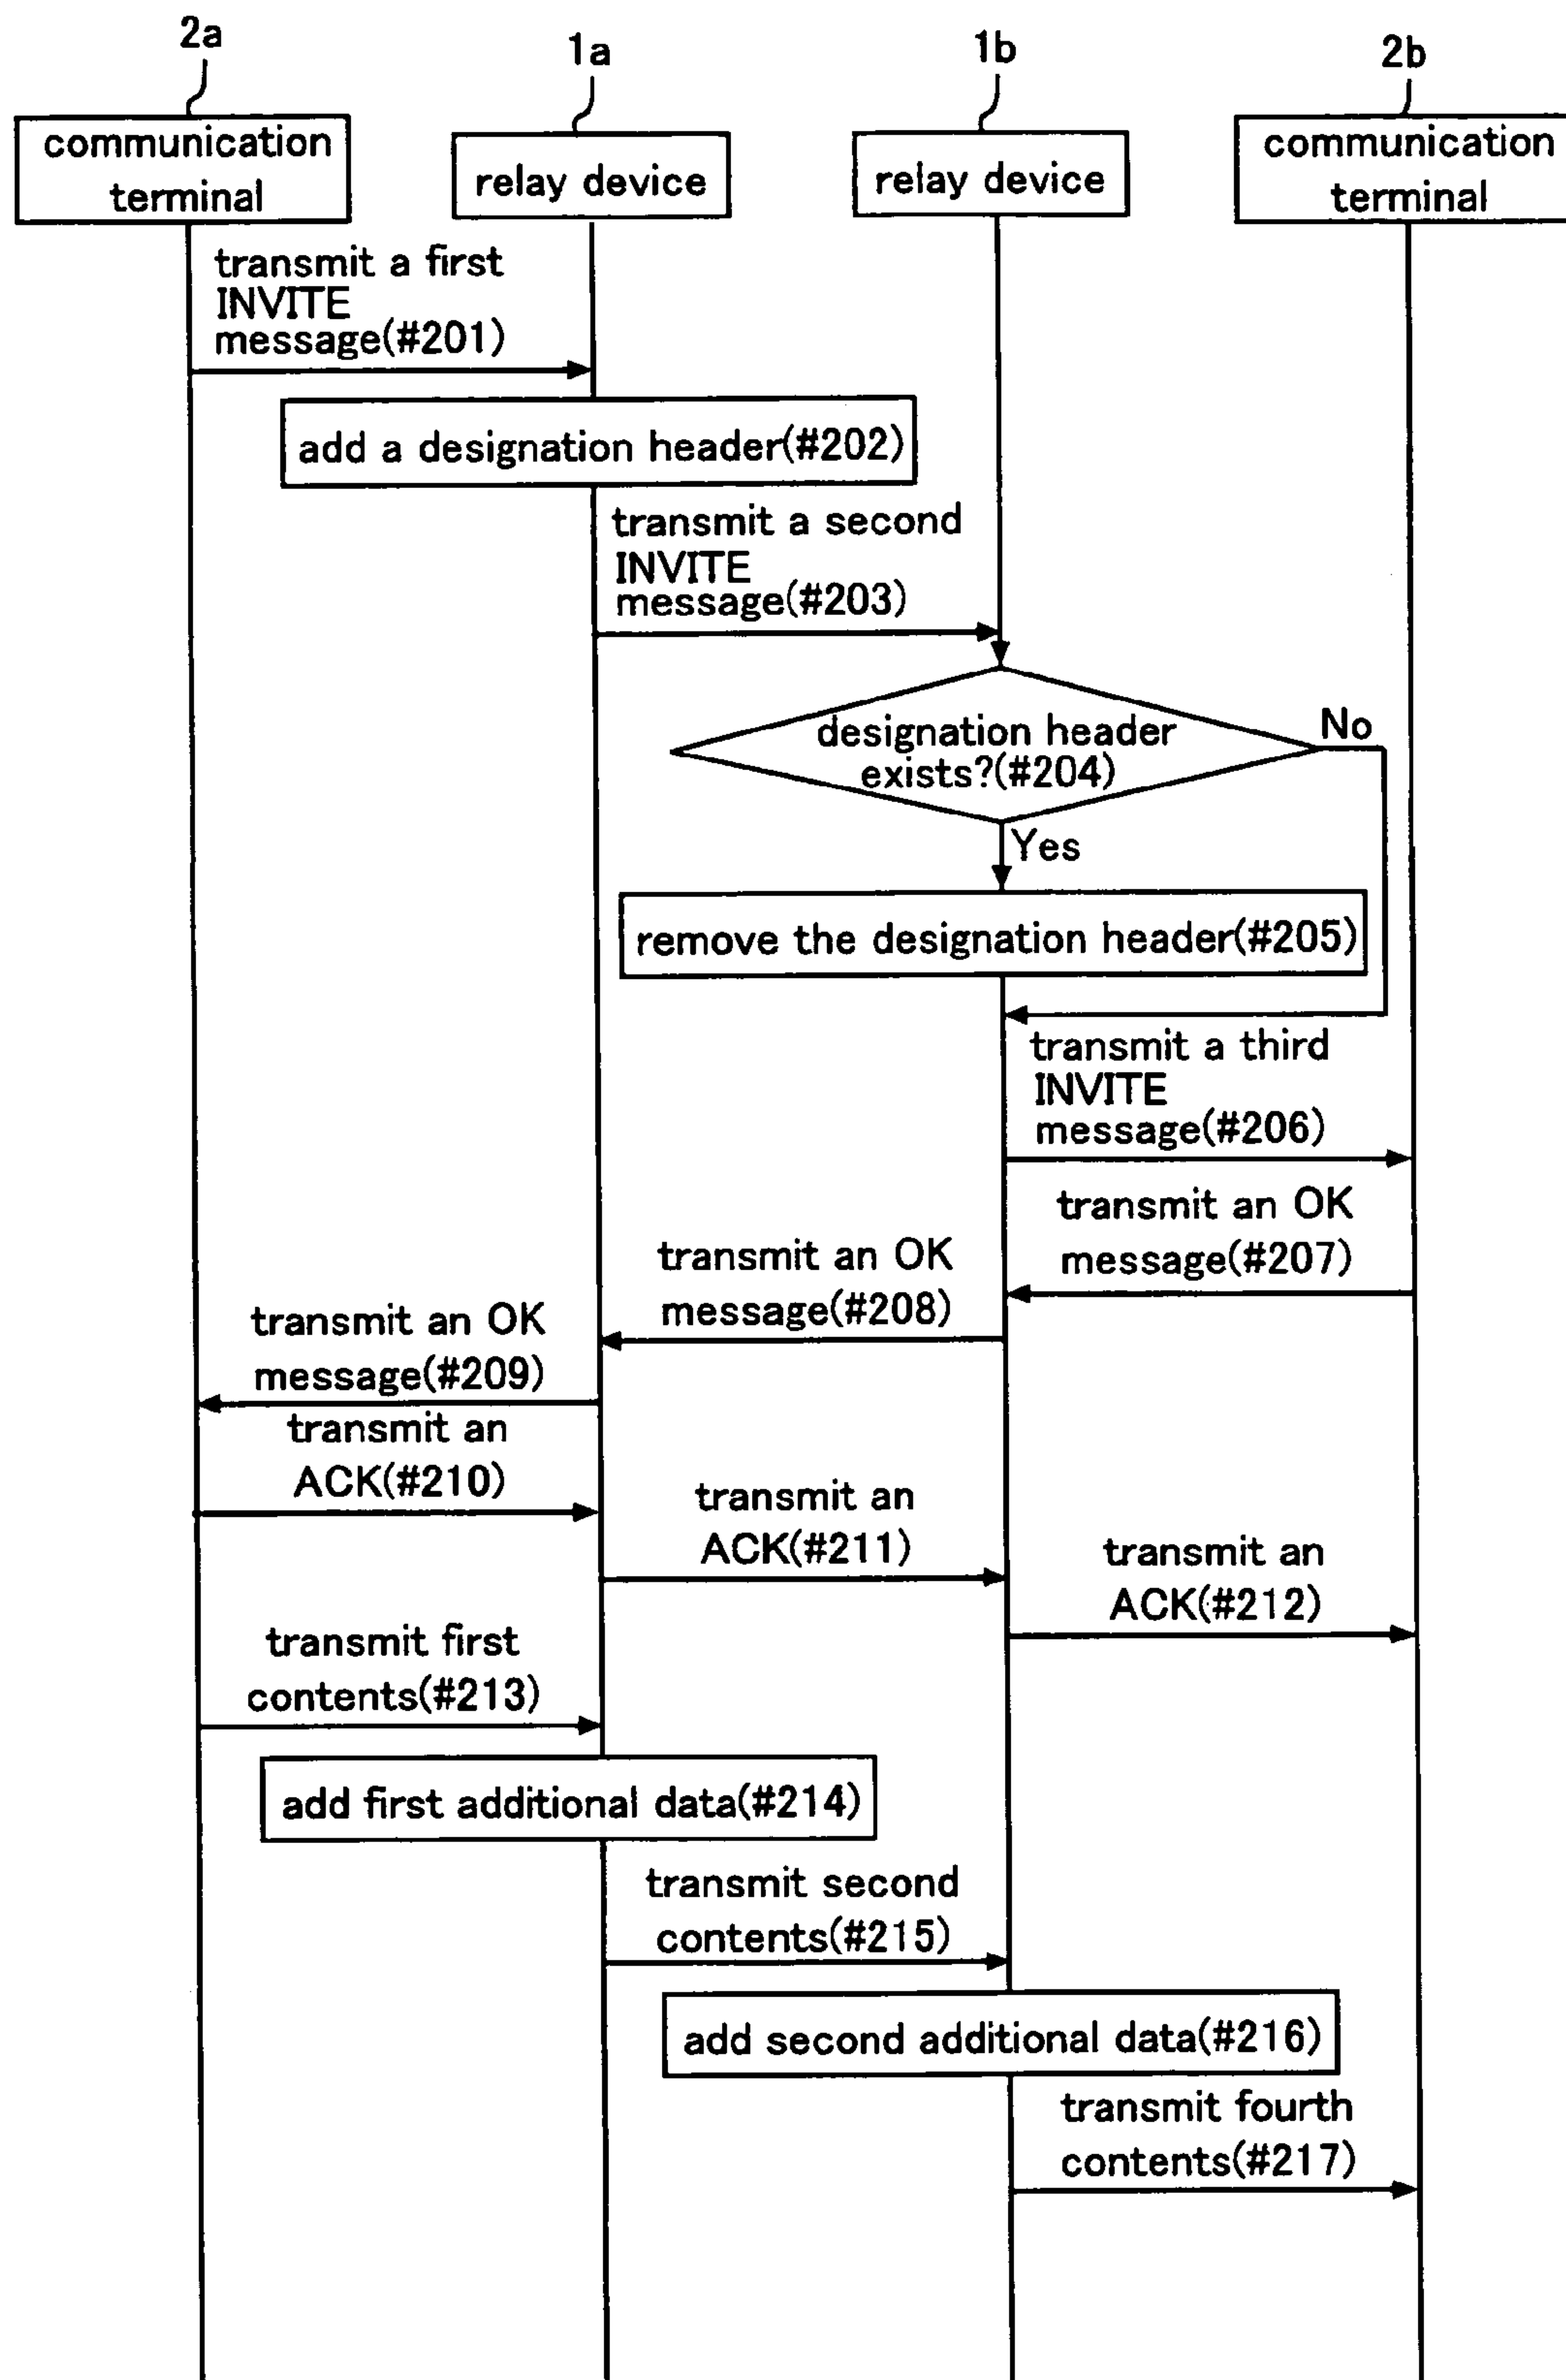 2a
1a
1b
2b
communication
terminal
relay device
relay device
communication
terminal
transmit a first
INVITE
message(#201)
add a designation header(#202)
transmit a second
INVITE
message(#203)
designation header
exists?(#204)
No
Yes
remove the designation header(#205)
transmit a third
INVITE
message(#206)
transmit an OK
message(#207)
transmit an OK
message(#208)
transmit an OK
message(#209)
transmit an
ACK(#210)
transmit an
ACK(#211)
transmit an
ACK(#212)
transmit first
contents(#213)
add first additional data(#214)
transmit second
contents(#215)
add second additional data(#216)
transmit fourth
contents(#217)